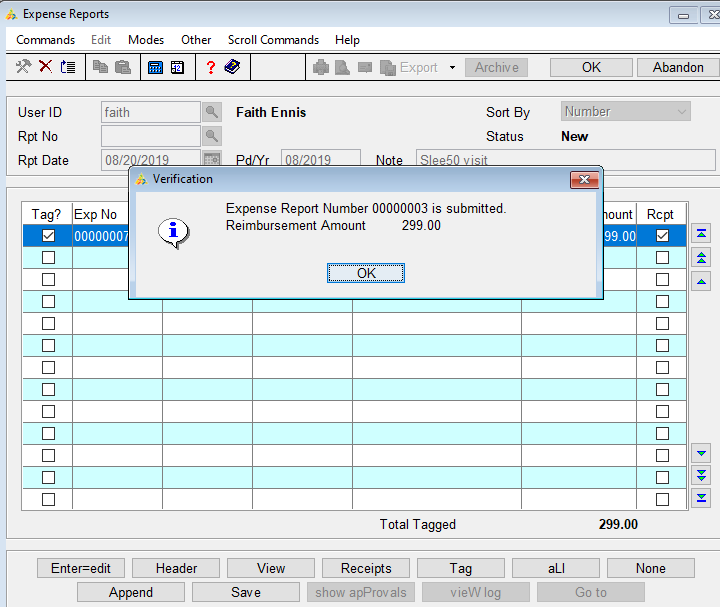 Expense Reports
Commands Edit Modes Other Scroll Commands Help
Export Archive OK Abandon
User ID faith Faith Ennis Sort By Number
Rpt No Status New
Rpt Date 08/20/2019 Pd/Yr 08/2019 Note Slee50 visit
Verification
Expense Report Number 00000003 is submitted.
Reimbursement Amount 299.00
OK
Tag? Exp No mount Rcpt
00000007 99.00
Total Tagged 299.00
Enter=edit Header View Receipts Tag aLl None
Append Save show apProvals vieW log Go to